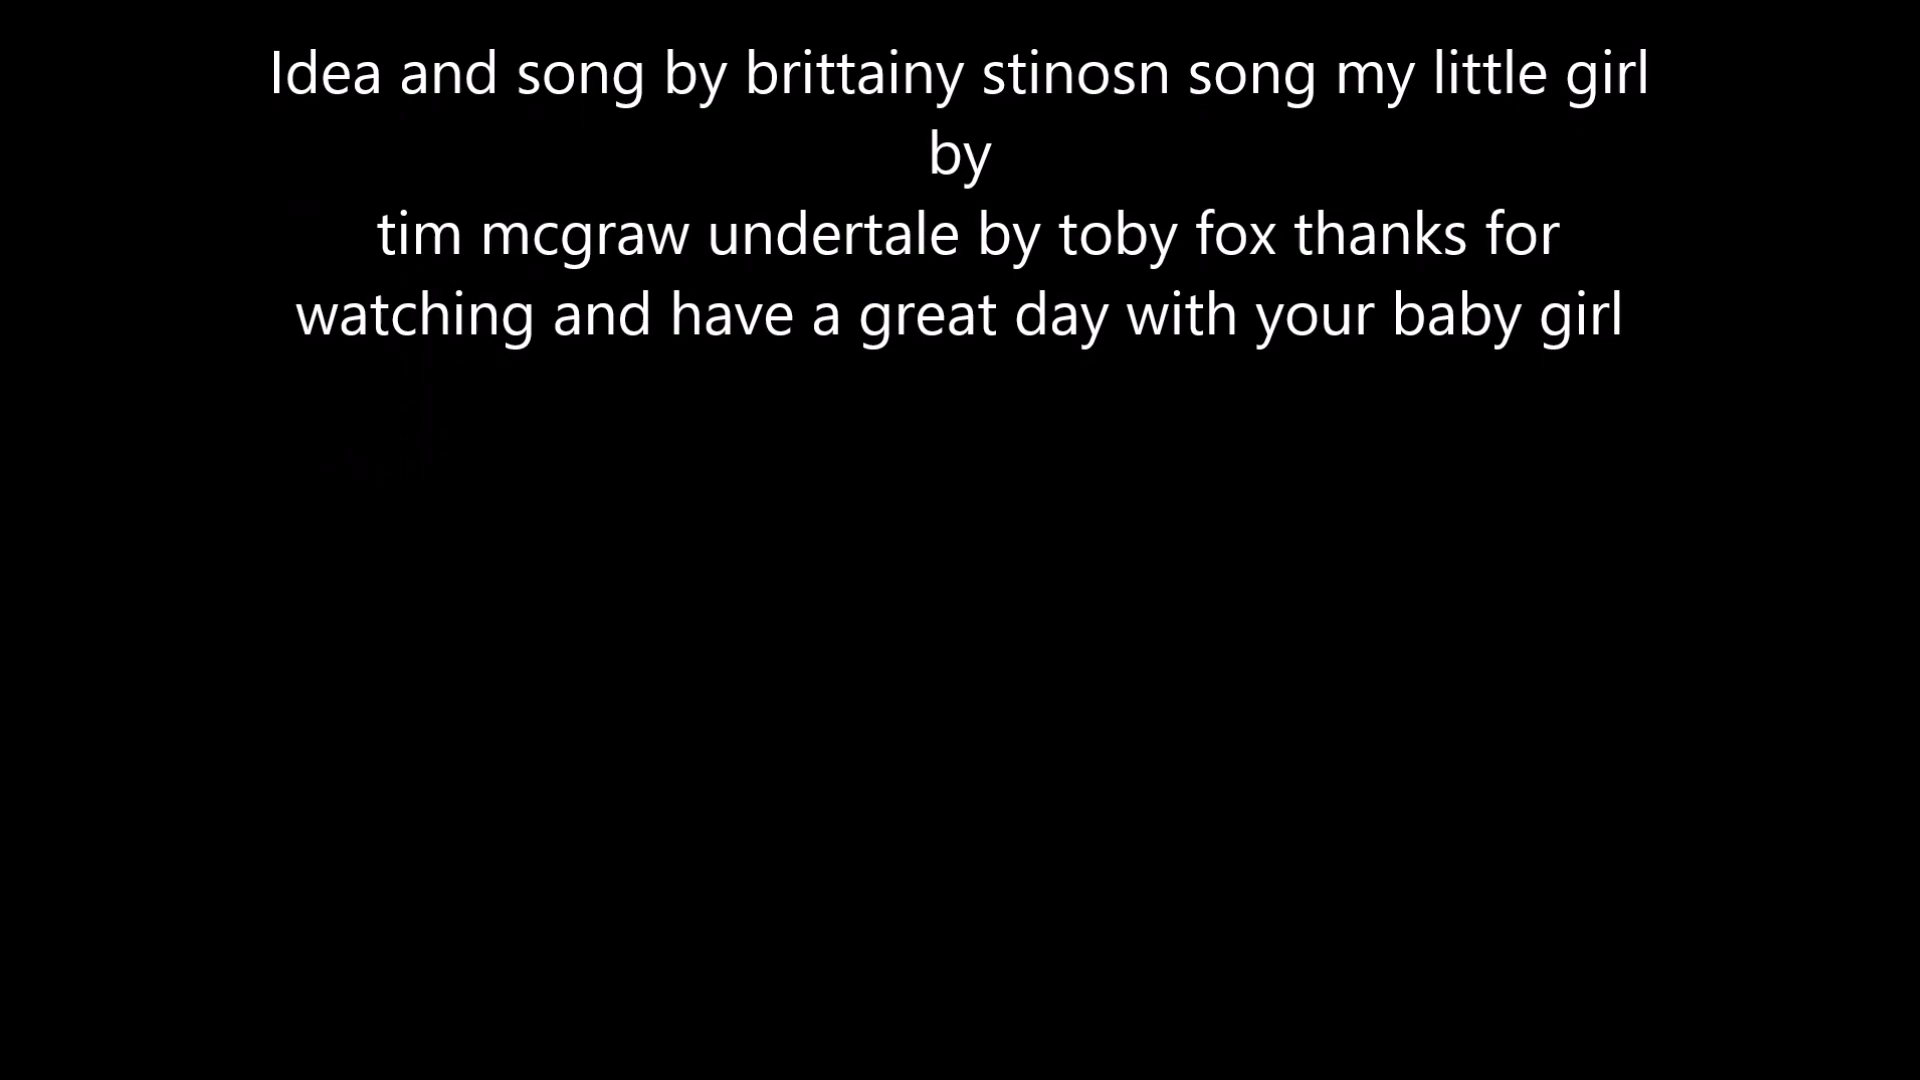 Idea and song by brittainy stinosn song my little girl
by
tim mcgraw undertale by toby fox thanks for
watching and have a great day with your baby girl